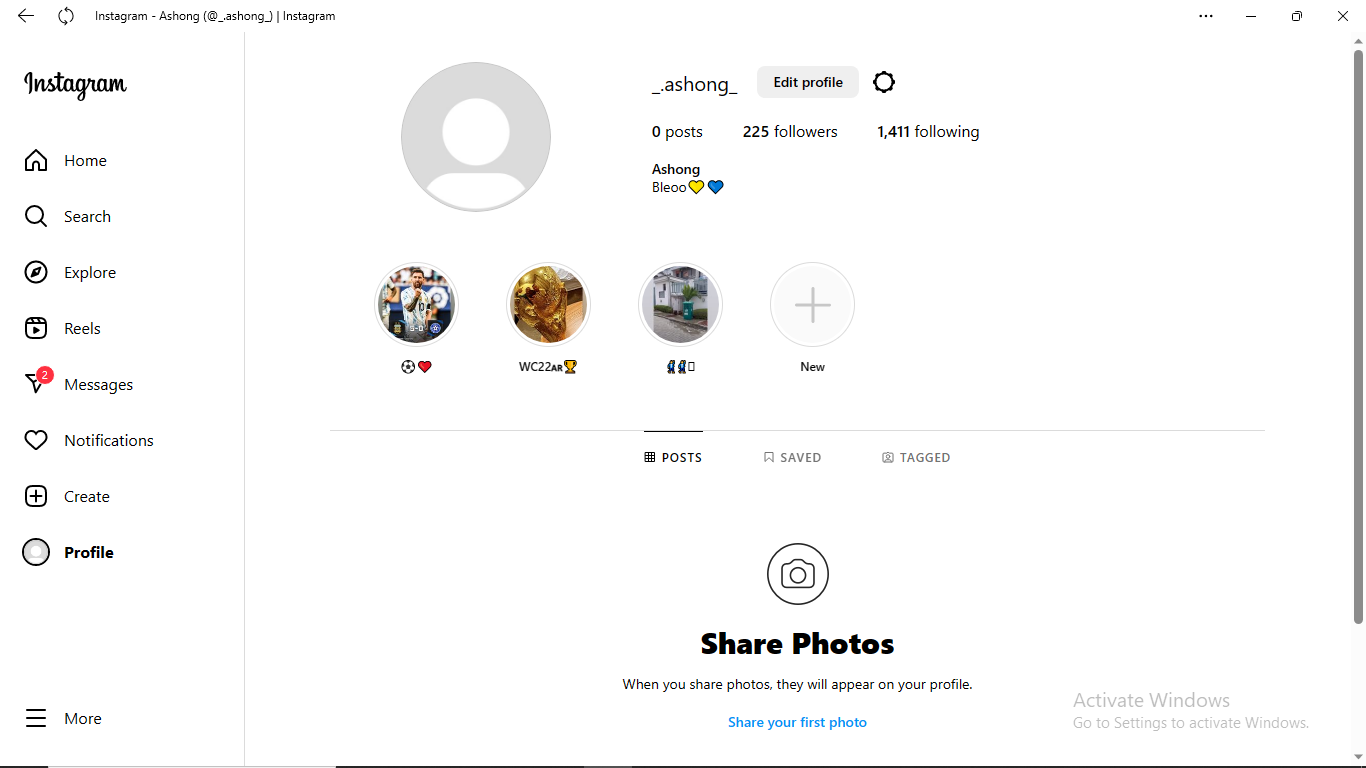 Instagram - Ashong (@_.ashong_) | Instagram
Instagram
Home
Search
Explore
Reels
2
Messages
Notifications
Create
Profile
More
_.ashong_
Edit profile
0 posts 225 followers 1,411 following
Ashong
Bleoo💛💙
5-0
⚽❤️
WC22ᴀʀ🏆
New
POSTS SAVED TAGGED
Share Photos
When you share photos, they will appear on your profile.
Share your first photo
Activate Windows
Go to Settings to activate Windows.